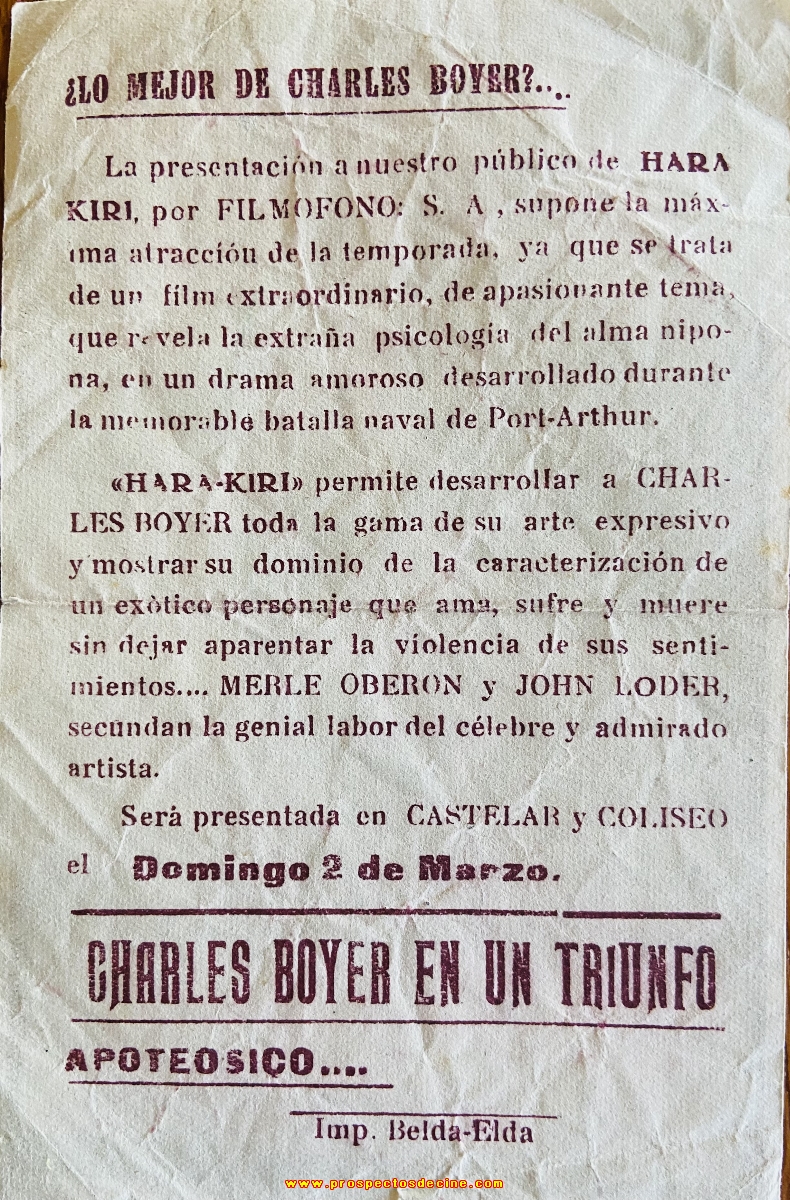 ¿LO MEJOR DE CHARLES BOYER?....
La presentación a nuestro público de HARA
KIRI, por FILMOFONO: S. A , supone la máx-
ima atraccíóu de la temporada, ya que se trata
de un film extraordinario, de apasionante tema,
que revela la extraña psicología del alma nipo-
na, en un drama amoroso desarrollado durante
la memorable batalla naval de Port-Arthur.
«HARA-KIRI» permite desarrollar a CHAR-
LES BOYER toda la gama de su arte expresivo
y mostrar su dominio de la caracterización de
un exòtico personaje que ama, sufre y muere
sin dejar aparentar la violencia de sus senti-
mientos.... MERLE OBERON y JOHN LODER,
secundan la genial labor del célebre y admirado
artista.
Será presentada en CASTELAR y COLISEO
el Domingo 2 de Marzo.
CHARLES BOYER EN UN TRIUNFO
APOTEOSICO....
Imp. Belda-Elda
www.prospectosdecine.com